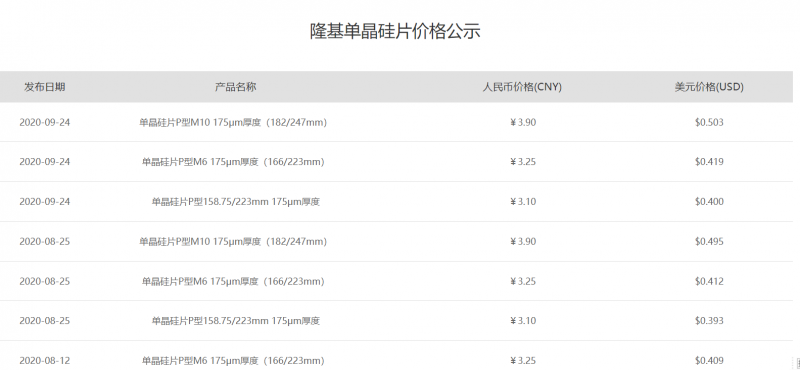 隆基单晶硅片价格公示
发布日期 产品名称 人民币价格(CNY) 美元价格(USD)
2020-09-24 单晶硅片P型M10 175μm厚度（182/247mm） ¥3.90 $0.503
2020-09-24 单晶硅片P型M6 175μm厚度（166/223mm） ¥3.25 $0.419
2020-09-24 单晶硅片P型158.75/223mm 175μm厚度 ¥3.10 $0.400
2020-08-25 单晶硅片P型M10 175μm厚度（182/247mm） ¥3.90 $0.495
2020-08-25 单晶硅片P型M6 175μm厚度（166/223mm） ¥3.25 $0.412
2020-08-25 单晶硅片P型158.75/223mm 175μm厚度 ¥3.10 $0.393
2020-08-12 单晶硅片P型M6 175μm厚度（166/223mm） ¥3.25 $0.409